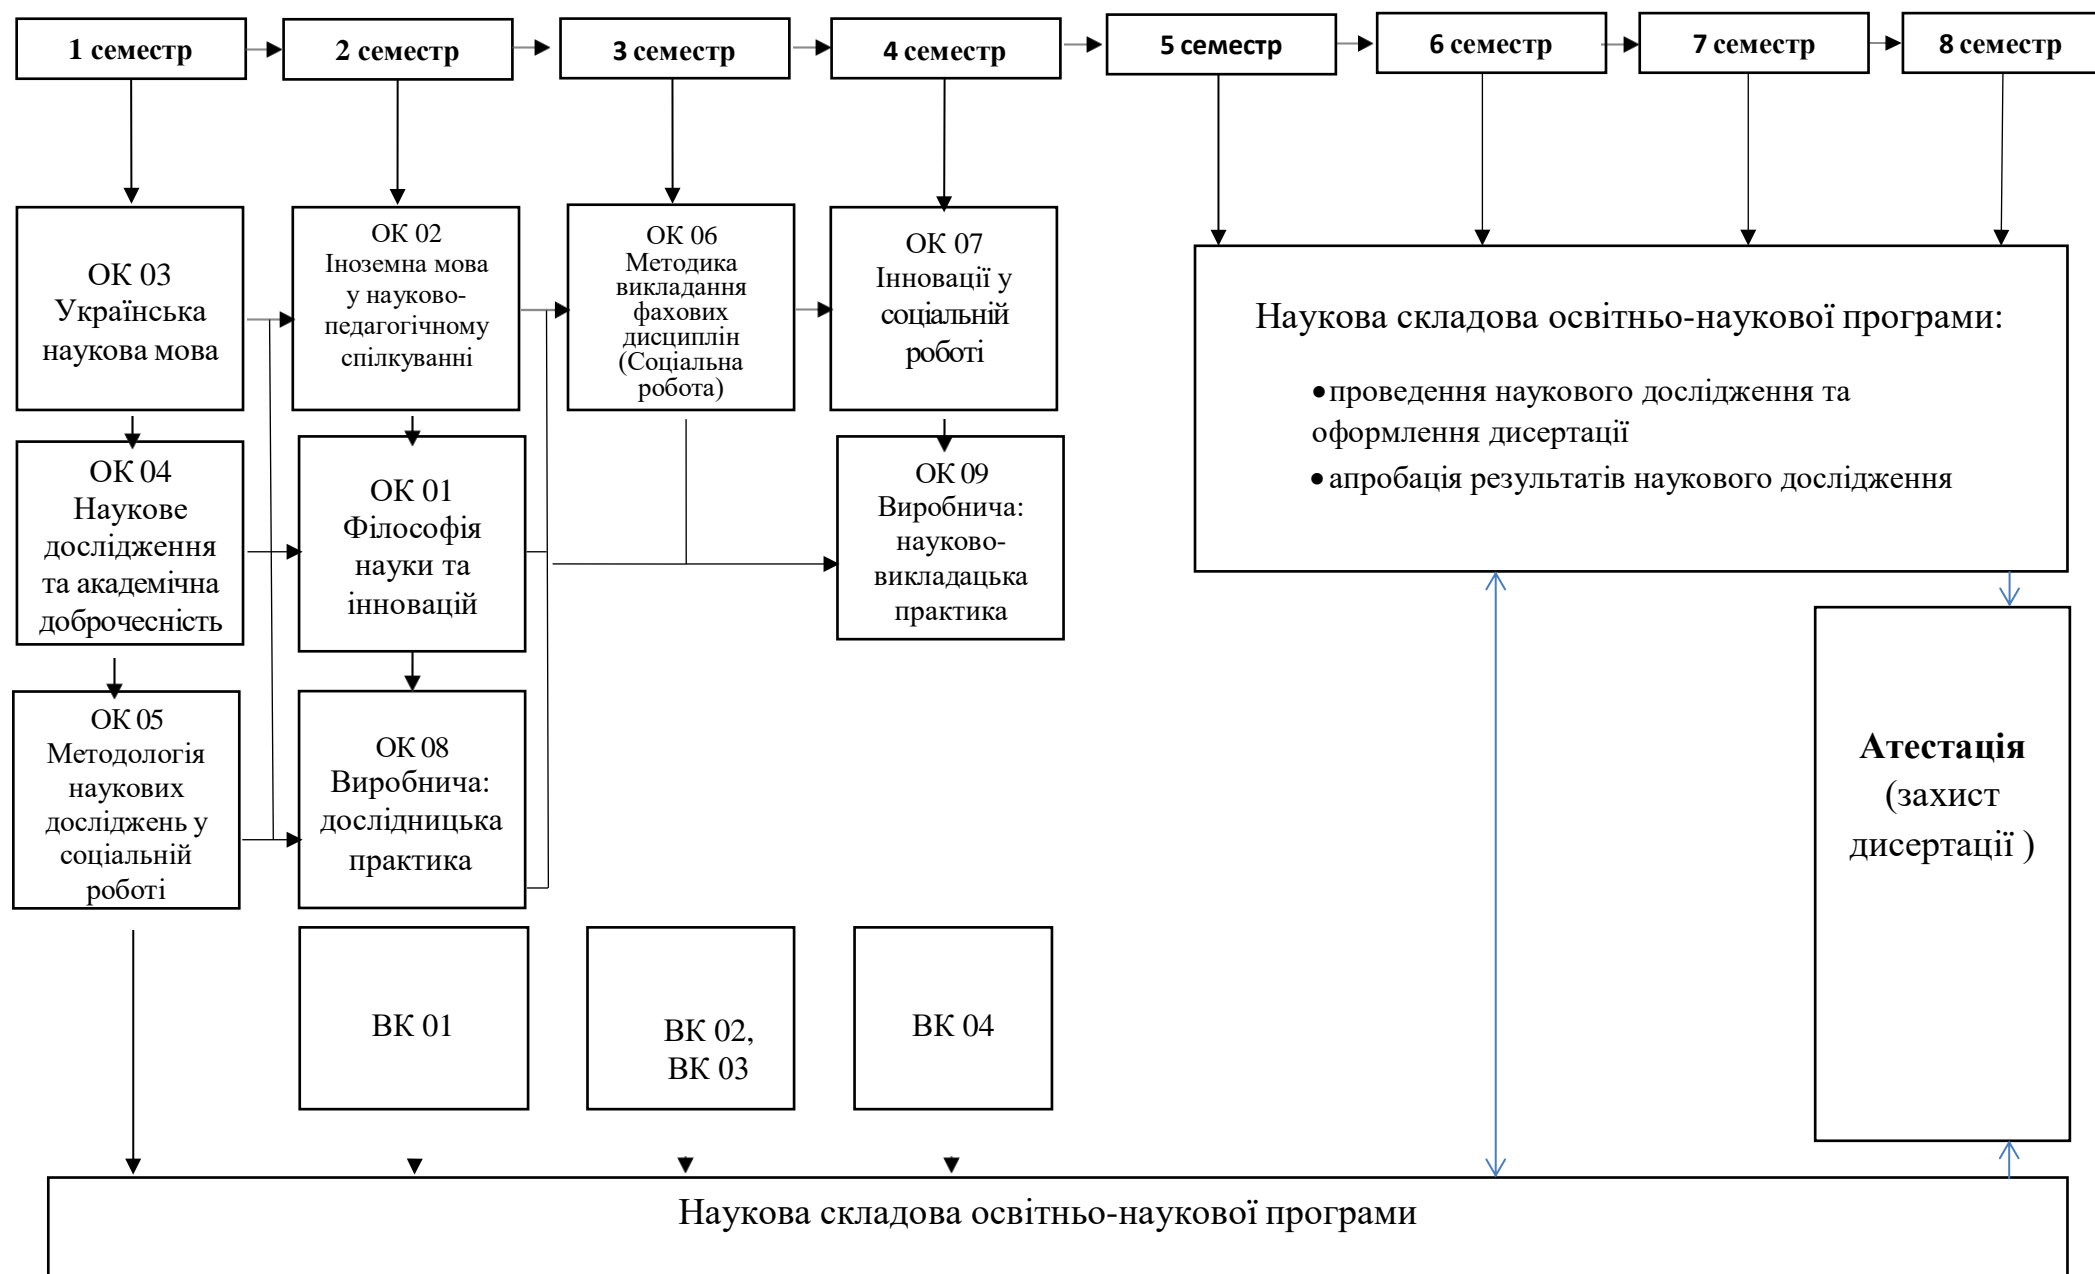 1 семестр
2 семестр
3 семестр
4 семестр
5 семестр
6 семестр
7 семестр
8 семестр
ОК 03
Українська
наукова мова
ОК 04
Наукове
дослідження
та академічна
доброчесність
ОК 05
Методологія
наукових
досліджень у
соціальній
роботі
ОК 02
Іноземна мова
у науково-
педагогічному
спілкуванні
ОК 01
Філософія
науки та
інновацій
ОК 08
Виробнича:
дослідницька
практика
ВК 01
ОК 06
Методика
викладання
фахових
дисциплін
(Соціальна
робота)
ВК 02,
ВК 03
ОК 07
Інновації у
соціальній
роботі
ОК 09
Виробнича:
науково-
викладацька
практика
ВК 04
Наукова складова освітньо-наукової програми:
•проведення наукового дослідження та
оформлення дисертації
•апробація результатів наукового дослідження
Атестація
(захист
дисертації )
Наукова складова освітньо-наукової програми